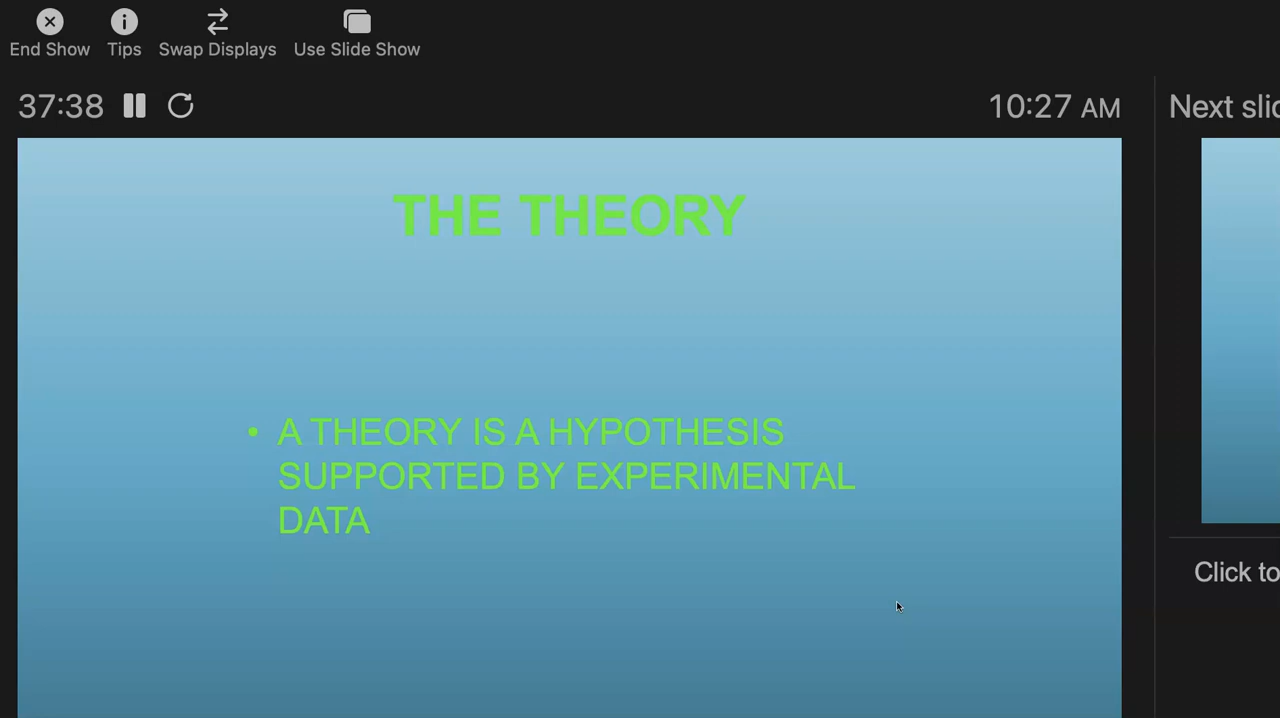 End Show Tips Swap Displays Use Slide Show
37:38 10:27 AM Next
THE THEORY
• A THEORY IS A HYPOTHESIS
SUPPORTED BY EXPERIMENTAL
DATA
Click to